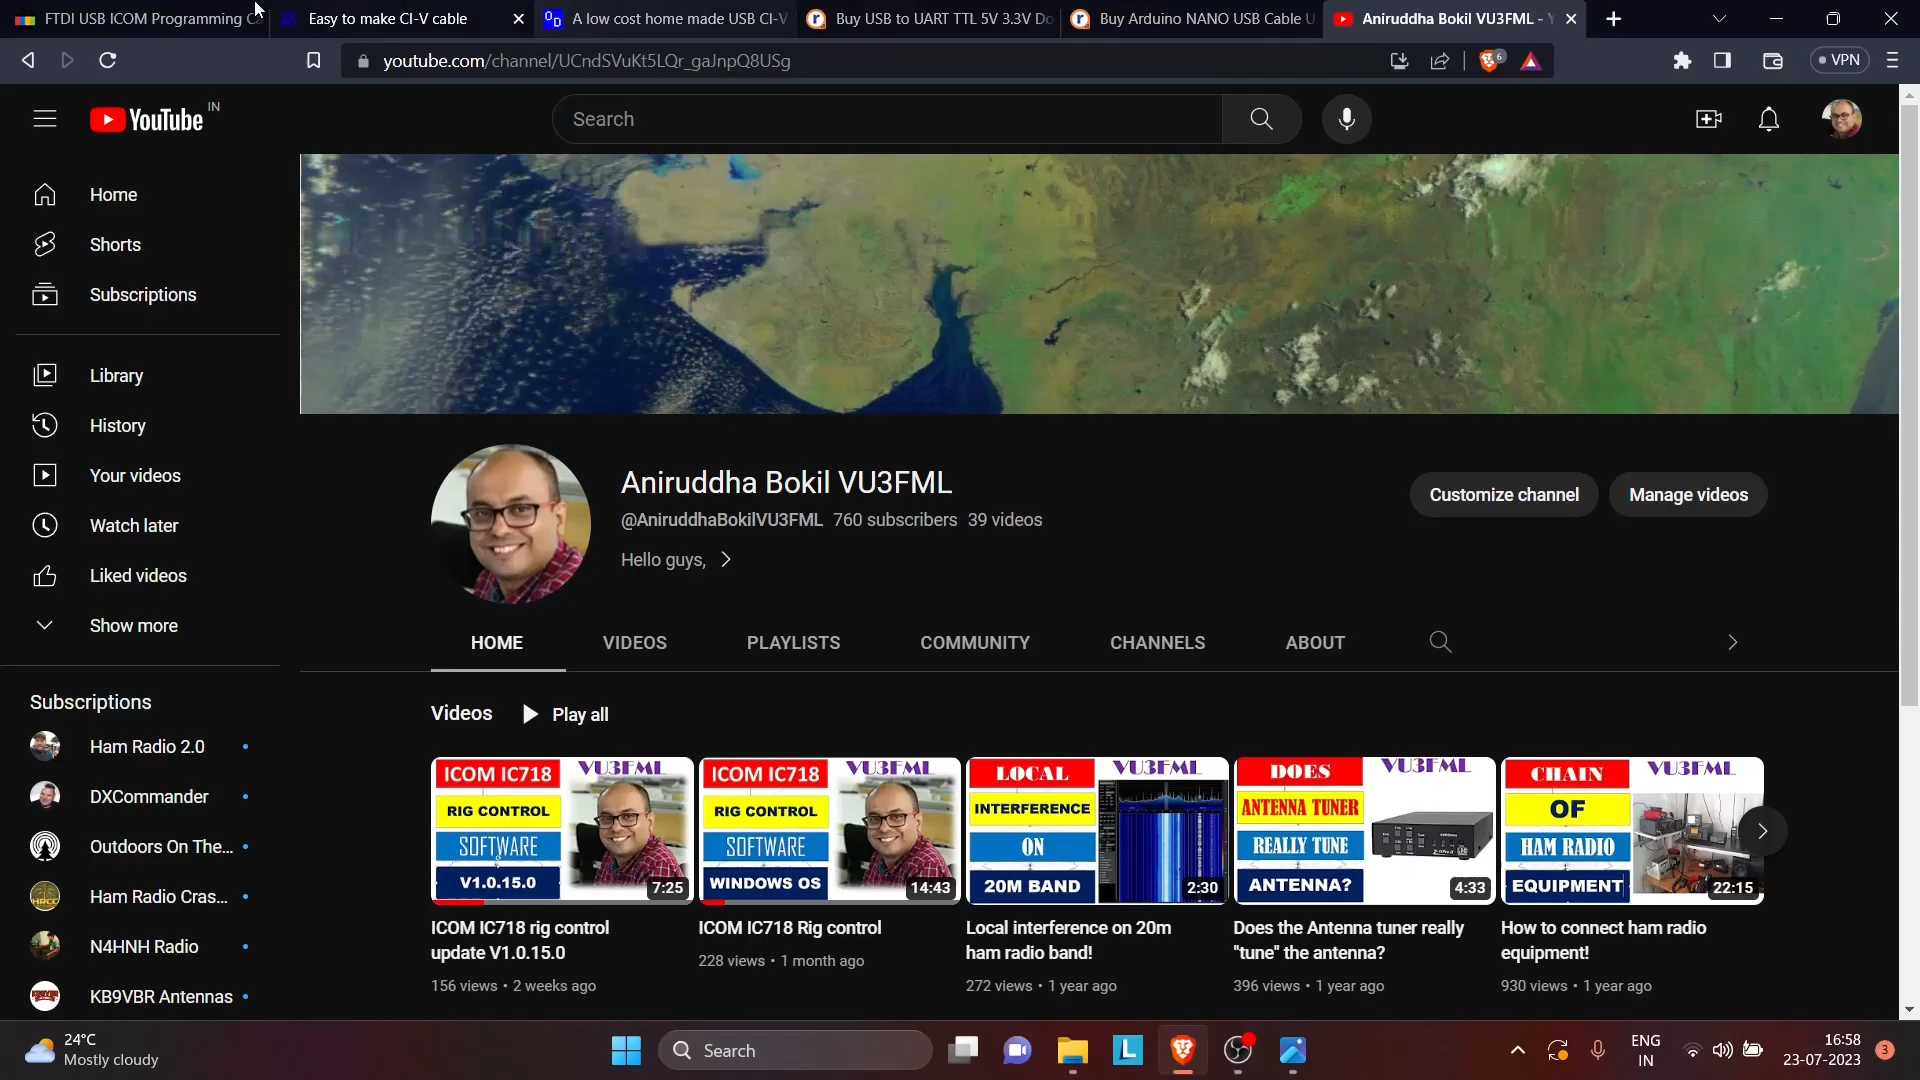 FTDI USB ICOM Programming Ca
Easy to make CI-V cable
A low cost home made USB CI-V
Buy USB to UART TTL 5V 3.3V Do
Buy Arduino NANO USB Cable U
Aniruddha Bokil VU3FML - Y
youtube.com/channel/UCndSVuKt5LQr_gaJnpQ8USg
6
VPN
YouTube IN
Search
Home
Shorts
Subscriptions
Library
History
Your videos
Watch later
Liked videos
Show more
Subscriptions
Ham Radio 2.0
DXCommander
Outdoors On The...
Ham Radio Cras...
N4HNH Radio
KB9VBR Antennas
Aniruddha Bokil VU3FML
@AniruddhaBokilVU3FML 760 subscribers 39 videos
Hello guys,
Customize channel
Manage videos
HOME
VIDEOS
PLAYLISTS
COMMUNITY
CHANNELS
ABOUT
Videos
Play all
ICOM IC718
VU3FML
RIG CONTROL
SOFTWARE
V1.0.15.0
7:25
ICOM IC718 rig control
update V1.0.15.0
156 views • 2 weeks ago
ICOM IC718
VU3FML
RIG CONTROL
SOFTWARE
WINDOWS OS
14:43
ICOM IC718 Rig control
228 views • 1 month ago
LOCAL
VU3FML
INTERFERENCE
ON
20M BAND
2:30
Local interference on 20m
ham radio band!
272 views • 1 year ago
DOES
VU3FML
ANTENNA TUNER
REALLY TUNE
ANTENNA?
4:33
Does the Antenna tuner really
"tune" the antenna?
396 views • 1 year ago
CHAIN
VU3FML
OF
HAM RADIO
EQUIPMENT
22:15
How to connect ham radio
equipment!
930 views • 1 year ago
24°C
Mostly cloudy
Search
L
ENG
IN
16:58
23-07-2023
3